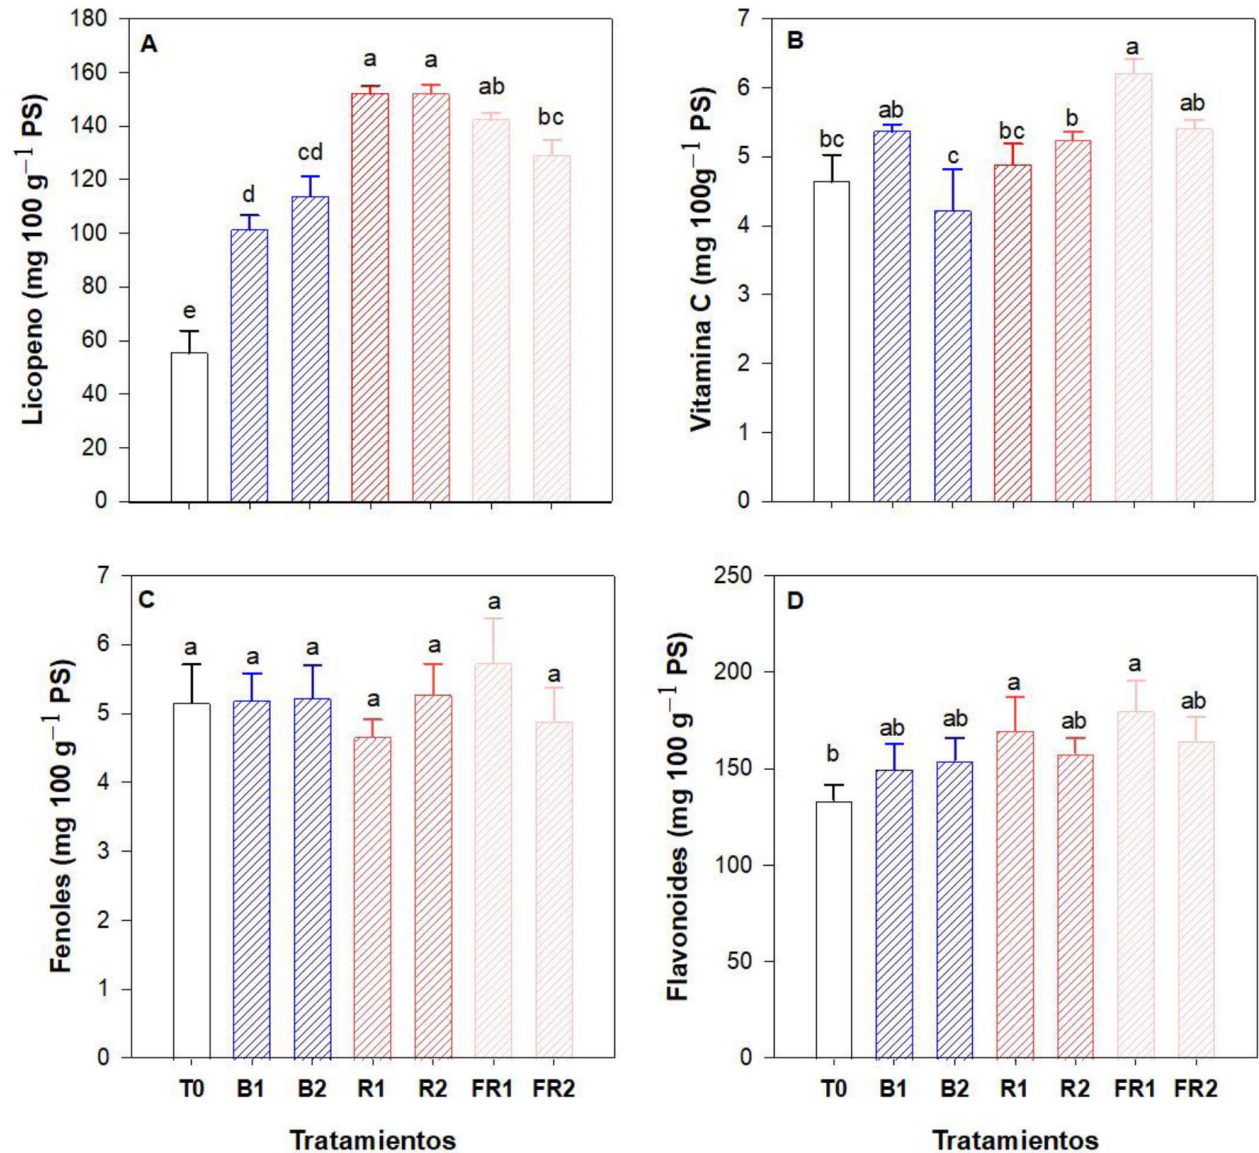 A
Licopeno (mg 100 g⁻¹ PS)
180
160
140
120
100
80
60
40
20
0
e
d
cd
a
a
ab
bc
B
Vitamina C (mg 100g⁻¹ PS)
7
6
5
4
3
2
1
0
bc
ab
c
bc
b
a
ab
C
Fenoles (mg 100 g⁻¹ PS)
7
6
5
4
3
2
1
0
a
a
a
a
a
a
a
T0 B1 B2 R1 R2 FR1 FR2
Tratamientos
D
Flavonoides (mg 100 g⁻¹ PS)
250
200
150
100
50
0
b
ab
ab
a
ab
a
ab
T0 B1 B2 R1 R2 FR1 FR2
Tratamientos